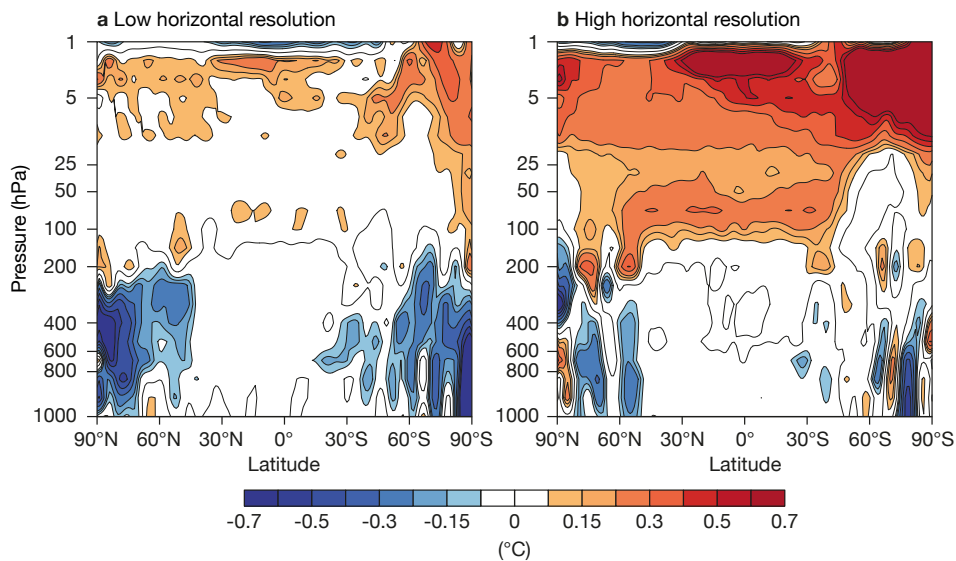 a Low horizontal resolution
b High horizontal resolution
Pressure (hPa)
1
5
25
50
100
200
400
600
800
1000
90°N 60°N 30°N 0° 30°S 60°S 90°S
Latitude
1
5
25
50
100
200
400
600
800
1000
90°N 60°N 30°N 0° 30°S 60°S 90°S
Latitude
-0.7 -0.5 -0.3 -0.15 0 0.15 0.3 0.5 0.7
(°C)